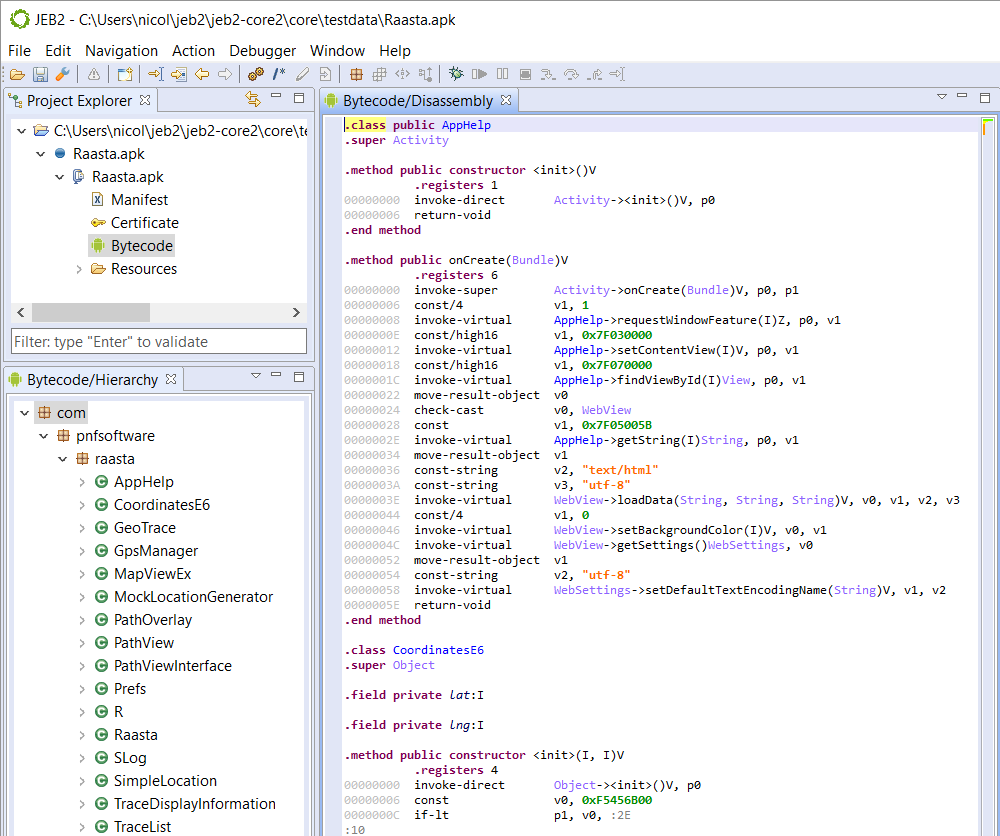 JEB2 - C:\Users\nicol\jeb2\jeb2-core2\core\testdata\Raasta.apk
File Edit Navigation Action Debugger Window Help
Project Explorer
C:\Users\nicol\jeb2\jeb2-core2\core\te
Raasta.apk
Raasta.apk
Manifest
Certificate
Bytecode
Resources
Filter: type "Enter" to validate
Bytecode/Hierarchy
com
pnfsoftware
raasta
AppHelp
CoordinatesE6
GeoTrace
GpsManager
MapViewEx
MockLocationGenerator
PathOverlay
PathView
PathViewInterface
Prefs
R
Raasta
SLog
SimpleLocation
TraceDisplayInformation
TraceList
Bytecode/Disassembly
.class public AppHelp
.super Activity
.method public constructor <init>()V
.registers 1
00000000 invoke-direct Activity-><init>()V, p0
00000006 return-void
.end method
.method public onCreate(Bundle)V
.registers 6
00000000 invoke-super Activity->onCreate(Bundle)V, p0, p1
00000006 const/4 v1, 1
00000008 invoke-virtual AppHelp->requestWindowFeature(I)Z, p0, v1
0000000E const/high16 v1, 0x7F030000
00000012 invoke-virtual AppHelp->setContentView(I)V, p0, v1
00000018 const/high16 v1, 0x7F070000
0000001C invoke-virtual AppHelp->findViewById(I)View, p0, v1
00000022 move-result-object v0
00000024 check-cast v0, WebView
00000028 const v1, 0x7F05005B
0000002E invoke-virtual AppHelp->getString(I)String, p0, v1
00000034 move-result-object v1
00000036 const-string v2, "text/html"
0000003A const-string v3, "utf-8"
0000003E invoke-virtual WebView->loadData(String, String, String)V, v0, v1, v2, v3
00000044 const/4 v1, 0
00000046 invoke-virtual WebView->setBackgroundColor(I)V, v0, v1
0000004C invoke-virtual WebView->getSettings()WebSettings, v0
00000052 move-result-object v1
00000054 const-string v2, "utf-8"
00000058 invoke-virtual WebSettings->setDefaultTextEncodingName(String)V, v1, v2
0000005E return-void
.end method
.class CoordinatesE6
.super Object
.field private lat:I
.field private lng:I
.method public constructor <init>(I, I)V
.registers 4
00000000 invoke-direct Object-><init>()V, p0
00000006 const v0, 0xF5456B00
0000000C if-lt p1, v0, :2E
:10